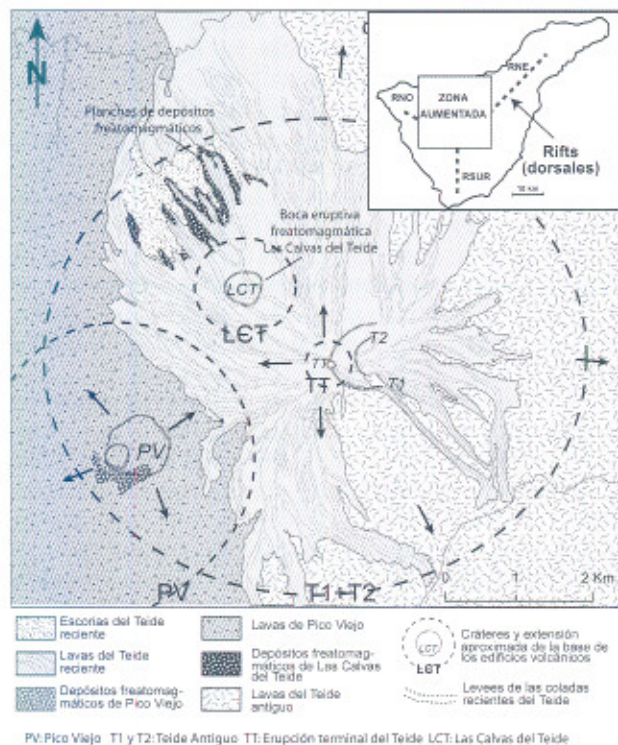 N
Planchas de depósitos
freatomagmáticos
RNO
ZONA
AUMENTADA
RNE
Rifts
(dorsales)
RSUR
10 km
Boca eruptiva
freatomagmática
Las Calvas del Teide
LCT
LCT
TT
TT
T2
T1
PV
PV
T1+T2
0 1 2 Km
Escorias del Teide
reciente
Lavas del Teide
reciente
Depósitos freatomag-
máticos de Pico Viejo
Lavas de Pico Viejo
Depósitos freatomag-
máticos de Las Calvas
del Teide
Lavas del Teide
antiguo
LCT
LCT
Cráteres y extensión
aproximada de la base de
los edificios volcánicos
Levees de las coladas
recientes del Teide
PV: Pico Viejo T1 y T2: Teide Antiguo TT: Erupción terminal del Teide LCT: Las Calvas del Teide